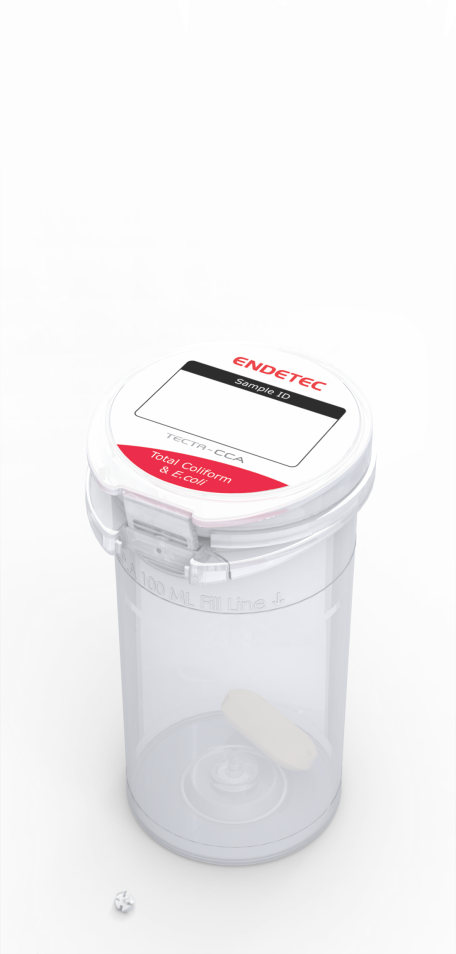 ENDETEC
Sample ID
TECTA-CCA
Total Coliform
& E.coli
100 ML Fill Line